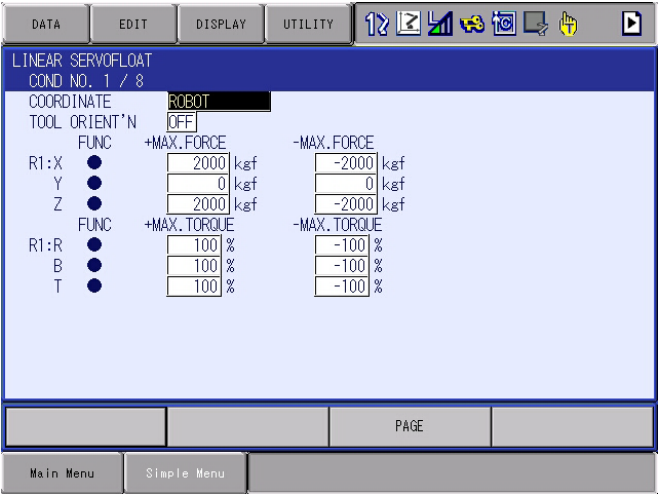 DATA EDIT DISPLAY UTILITY
LINEAR SERVOFLOAT
COND NO. 1 / 8
COORDINATE ROBOT
TOOL ORIENT'N OFF
FUNC +MAX.FORCE -MAX.FORCE
R1:X ● 2000 kgf -2000 kgf
Y ● 0 kgf 0 kgf
Z ● 2000 kgf -2000 kgf
FUNC +MAX.TORQUE -MAX.TORQUE
R1:R ● 100 % -100 %
B ● 100 % -100 %
T ● 100 % -100 %
PAGE
Main Menu Simple Menu